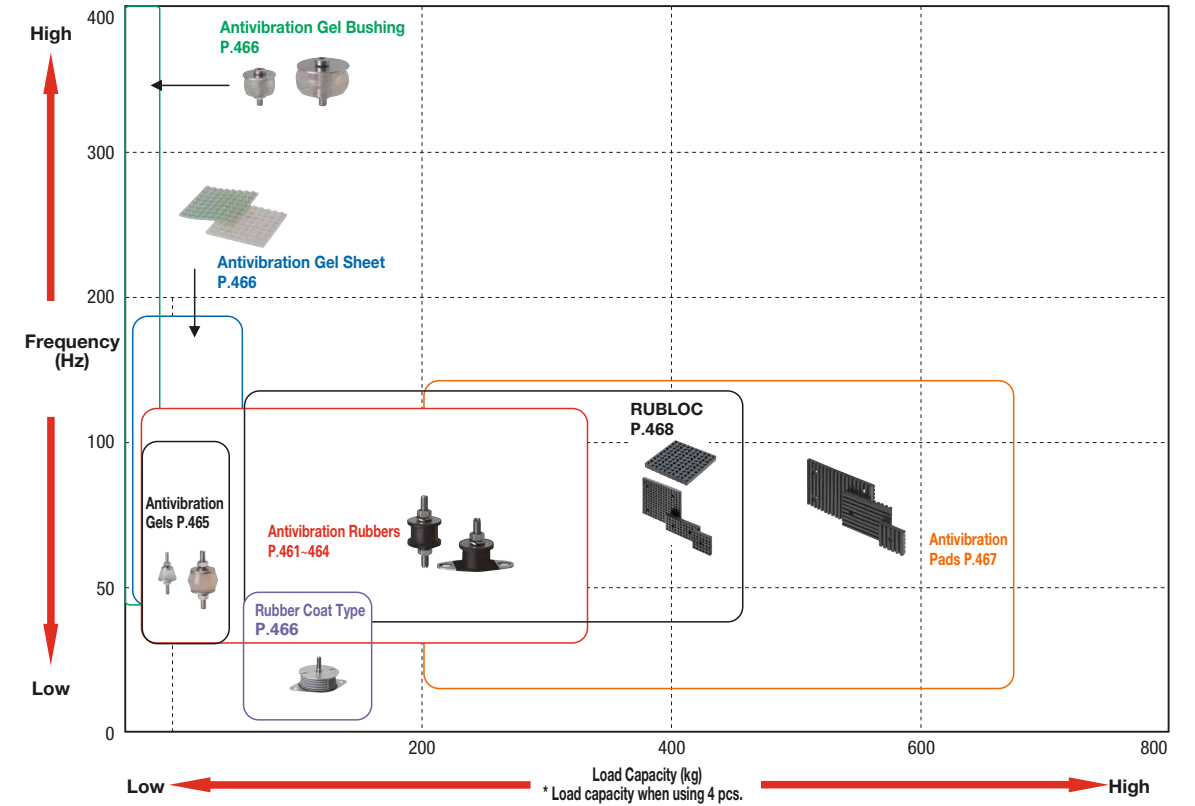 400
High
Antivibration Gel Bushing
P.466
300
Antivibration Gel Sheet
P.466
200
Frequency
(Hz)
RUBLOC
P.468
100
Antivibration
Gels P.465
Antivibration Rubbers
P.461~464
Antivibration
Pads P.467
50
Rubber Coat Type
P.466
Low
0
200
400
600
800
Low
Load Capacity (kg)
* Load capacity when using 4 pcs.
High